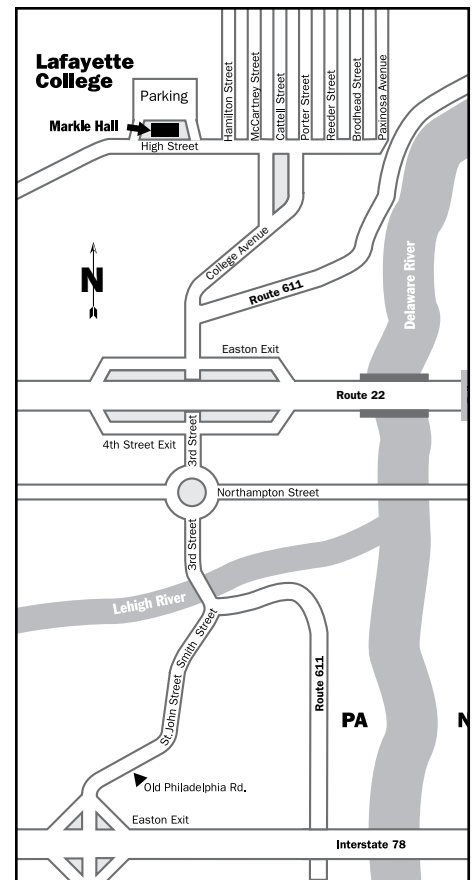 Lafayette
College
Parking
Markle Hall
High Street
Hamilton Street
McCartney Street
Cattell Street
Porter Street
Reeder Street
Brodhead Street
Paxinosa Avenue
College Avenue
Route 611
Delaware River
N
Easton Exit
Route 22
4th Street Exit
3rd Street
Northampton Street
3rd Street
Lehigh River
Smith Street
St. John Street
Route 611
PA
N
Old Philadelphia Rd.
Easton Exit
Interstate 78